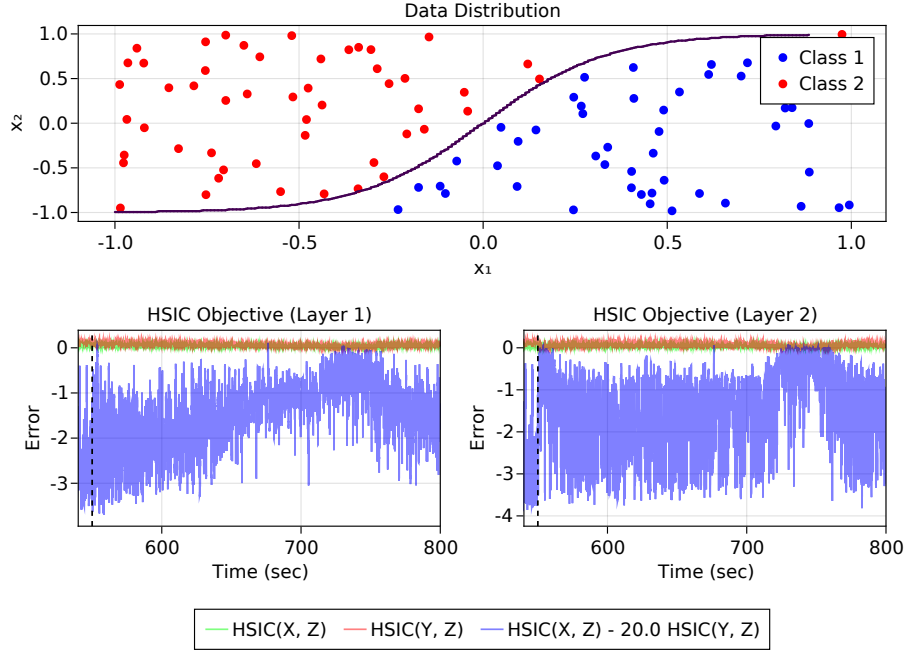 Data Distribution
1.0
0.5
0.0
-0.5
-1.0
x₂
Class 1
Class 2
-1.0 -0.5 0.0 0.5 1.0
x₁
HSIC Objective (Layer 1)
0
-1
-2
-3
Error
600 700 800
Time (sec)
HSIC Objective (Layer 2)
0
-1
-2
-3
-4
Error
600 700 800
Time (sec)
HSIC(X, Z) HSIC(Y, Z) HSIC(X, Z) - 20.0 HSIC(Y, Z)